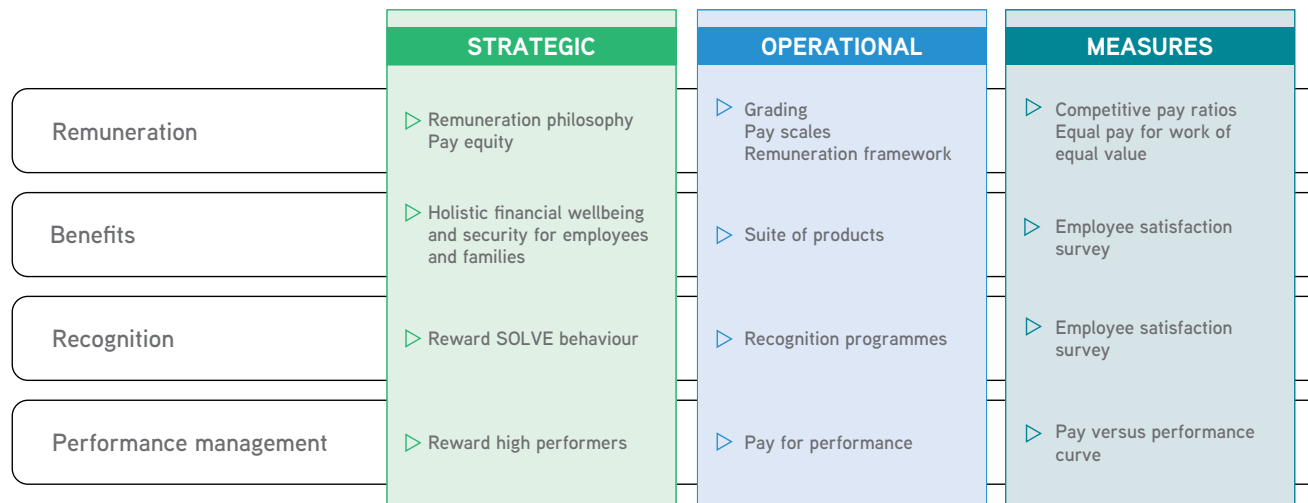 STRATEGIC
OPERATIONAL
MEASURES
Remuneration
Remuneration philosophy
Pay equity
Grading
Pay scales
Remuneration framework
Competitive pay ratios
Equal pay for work of
equal value
Benefits
Holistic financial wellbeing
and security for employees
and families
Suite of products
Employee satisfaction
survey
Recognition
Reward SOLVE behaviour
Recognition programmes
Employee satisfaction
survey
Performance management
Reward high performers
Pay for performance
Pay versus performance
curve